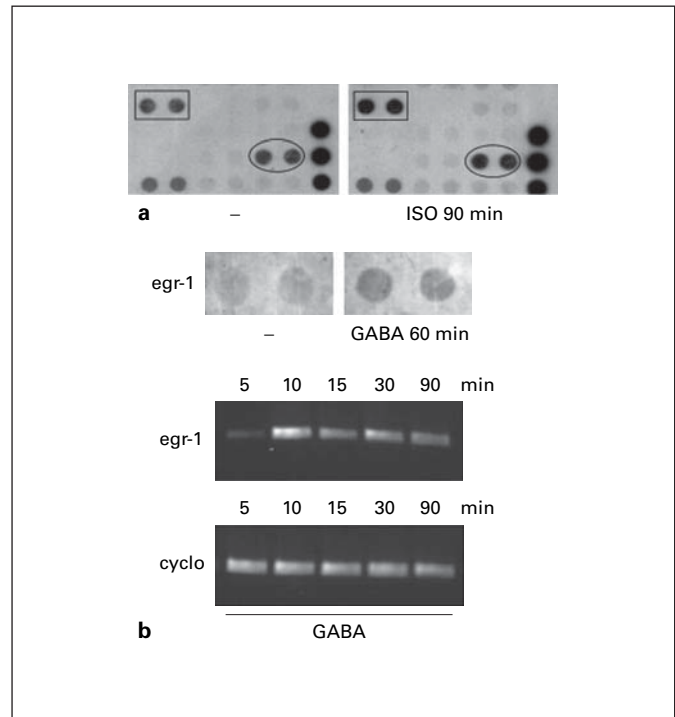 a – ISO 90 min
egr-1
– GABA 60 min
5 10 15 30 90 min
egr-1
5 10 15 30 90 min
cyclo
b GABA